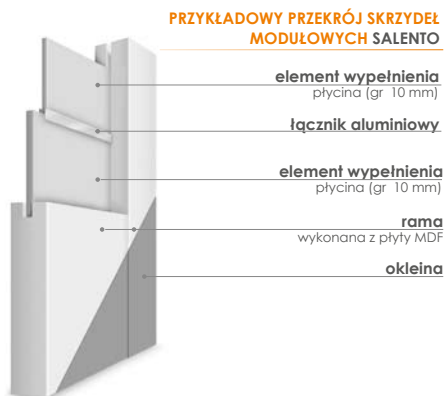 PRZYKŁADOWY PRZEKRÓJ SKRZYDEŁ
MODUŁOWYCH SALENTO
element wypełnienia
płycina (gr 10 mm)
łącznik aluminiowy
element wypełnienia
płycina (gr 10 mm)
rama
wykonana z płyty MDF
okleina